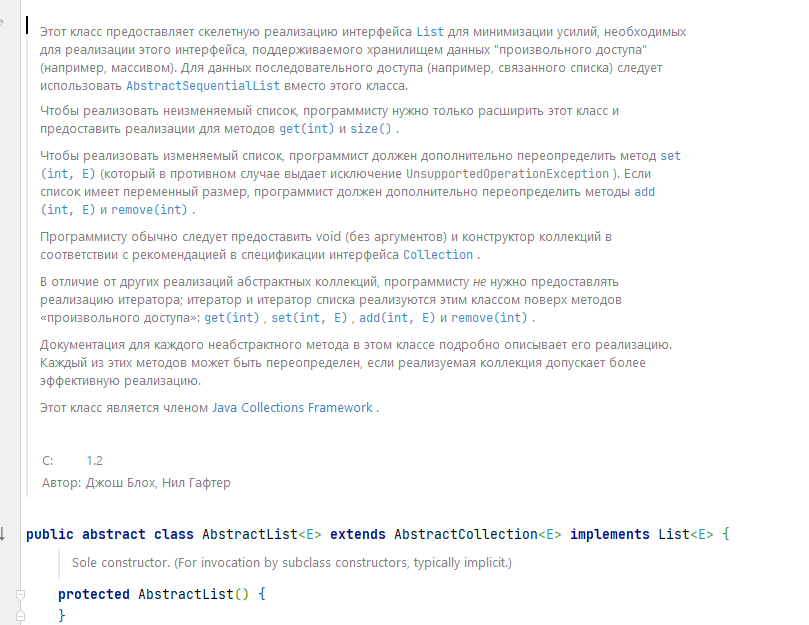 Этот класс предоставляет скелетную реализацию интерфейса List для минимизации усилий, необходимых
для реализации этого интерфейса, поддерживаемого хранилищем данных "произвольного доступа"
(например, массивом). Для данных последовательного доступа (например, связанного списка) следует
использовать AbstractSequentialList вместо этого класса.
Чтобы реализовать неизменяемый список, программисту нужно только расширить этот класс и
предоставить реализации для методов get(int) и size() .
Чтобы реализовать изменяемый список, программист должен дополнительно переопределить метод set
(int, E) (который в противном случае выдает исключение UnsupportedOperationException ). Если
список имеет переменный размер, программист должен дополнительно переопределить методы add
(int, E) и remove(int) .
Программисту обычно следует предоставить void (без аргументов) и конструктор коллекций в
соответствии с рекомендацией в спецификации интерфейса Collection .
В отличие от других реализаций абстрактных коллекций, программисту не нужно предоставлять
реализацию итератора; итератор и итератор списка реализуются этим классом поверх методов
«произвольного доступа»: get(int) , set(int, E) , add(int, E) и remove(int) .
Документация для каждого неабстрактного метода в этом классе подробно описывает его реализацию.
Каждый из этих методов может быть переопределен, если реализуемая коллекция допускает более
эффективную реализацию.
Этот класс является членом Java Collections Framework .
С: 1.2
Автор: Джош Блох, Нил Гафтер
public abstract class AbstractList<E> extends AbstractCollection<E> implements List<E> {
Sole constructor. (For invocation by subclass constructors, typically implicit.)
protected AbstractList() {
}